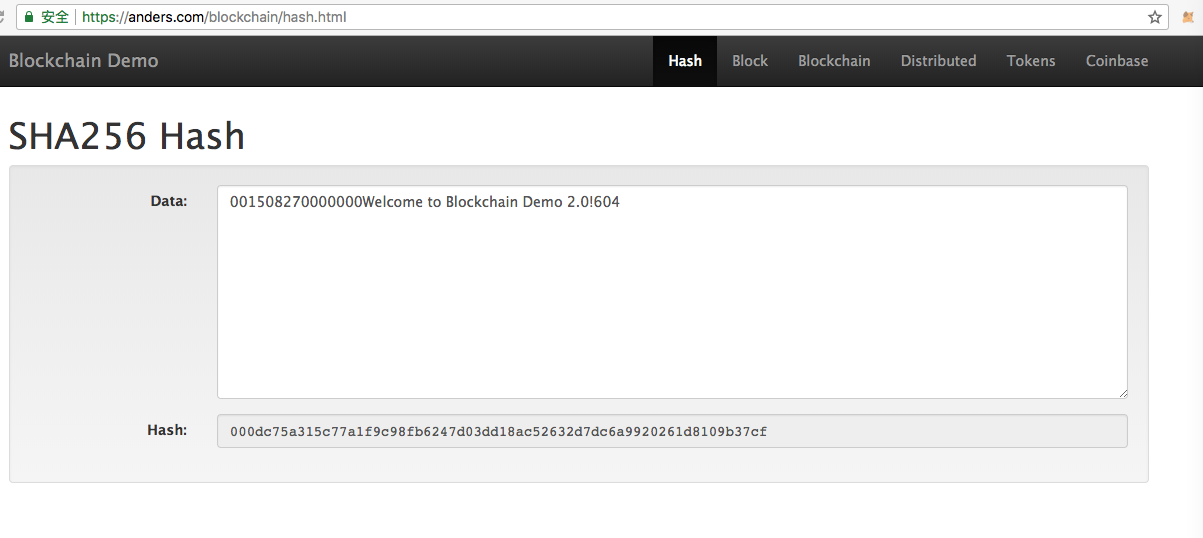 安全 https://anders.com/blockchain/hash.html
Blockchain Demo Hash Block Blockchain Distributed Tokens Coinbase
SHA256 Hash
Data: 001508270000000Welcome to Blockchain Demo 2.0!604
Hash: 000dc75a315c77a1f9c98fb6247d03dd18ac52632d7dc6a9920261d8109b37cf